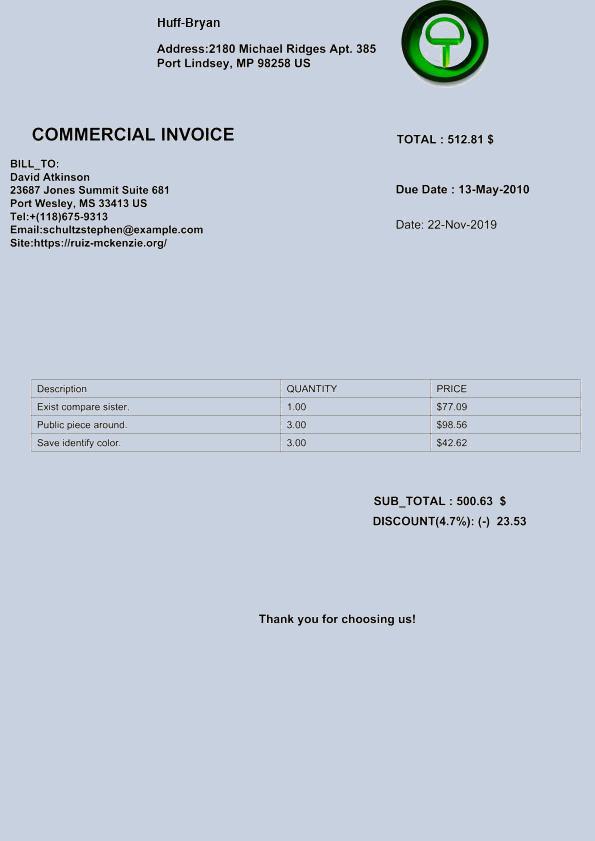 Huff-Bryan
Address:2180 Michael Ridges Apt. 385
Port Lindsey, MP 98258 US
COMMERCIAL INVOICE
TOTAL : 512.81 $
BILL_TO:
David Atkinson
23687 Jones Summit Suite 681
Port Wesley, MS 33413 US
Tel:+(118)675-9313
Email:schultzstephen@example.com
Site:https://ruiz-mckenzie.org/
Due Date : 13-May-2010
Date: 22-Nov-2019
Description QUANTITY PRICE
Exist compare sister. 1.00 $77.09
Public piece around. 3.00 $98.56
Save identify color. 3.00 $42.62
SUB_TOTAL : 500.63 $
DISCOUNT(4.7%): (-) 23.53
Thank you for choosing us!